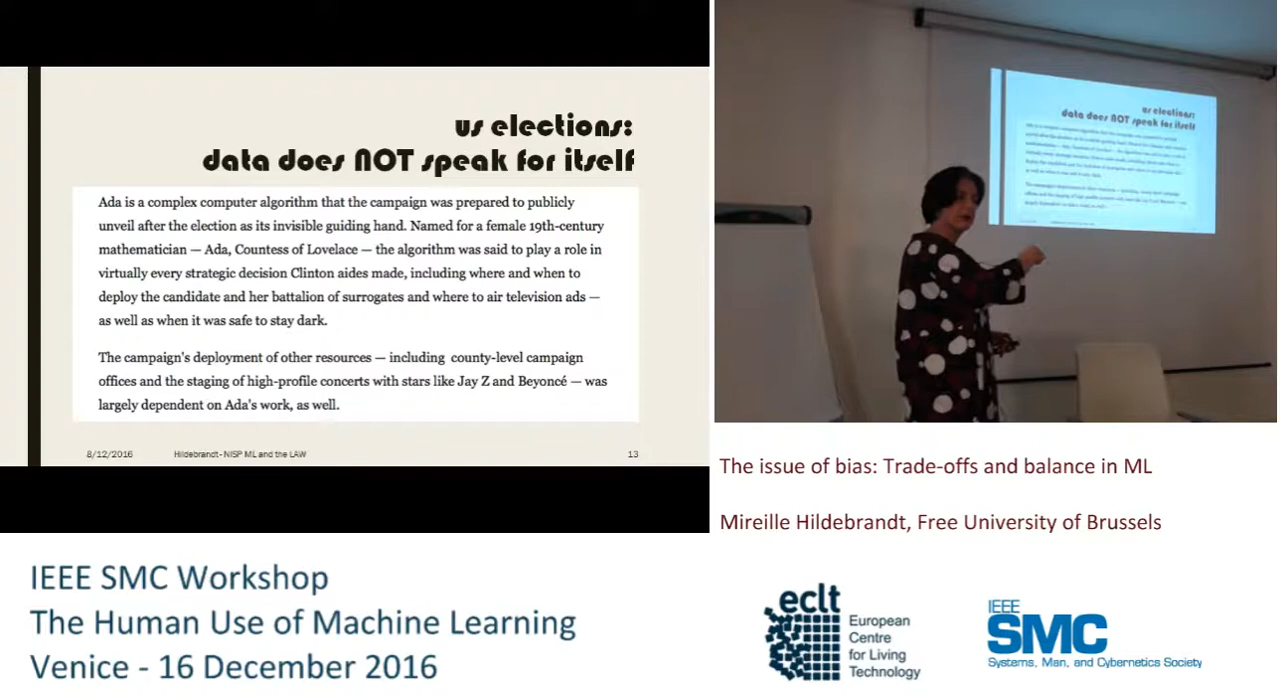 us elections:
data does NOT speak for itself
Ada is a complex computer algorithm that the campaign was prepared to publicly
unveil after the election as its invisible guiding hand. Named for a female 19th-century
mathematician — Ada, Countess of Lovelace — the algorithm was said to play a role in
virtually every strategic decision Clinton aides made, including where and when to
deploy the candidate and her battalion of surrogates and where to air television ads —
as well as when it was safe to stay dark.
The campaign's deployment of other resources — including county-level campaign
offices and the staging of high-profile concerts with stars like Jay Z and Beyoncé — was
largely dependent on Ada's work, as well.
8/12/2016 Hildebrandt- NISP ML and the LAW 13
us elections:
data does NOT speak for itself
The issue of bias: Trade-offs and balance in ML
Mireille Hildebrandt, Free University of Brussels
IEEE SMC Workshop
The Human Use of Machine Learning
Venice - 16 December 2016
eclt
European
Centre
for Living
Technology
IEEE
SMC
Systems, Man, and Cybernetics Society